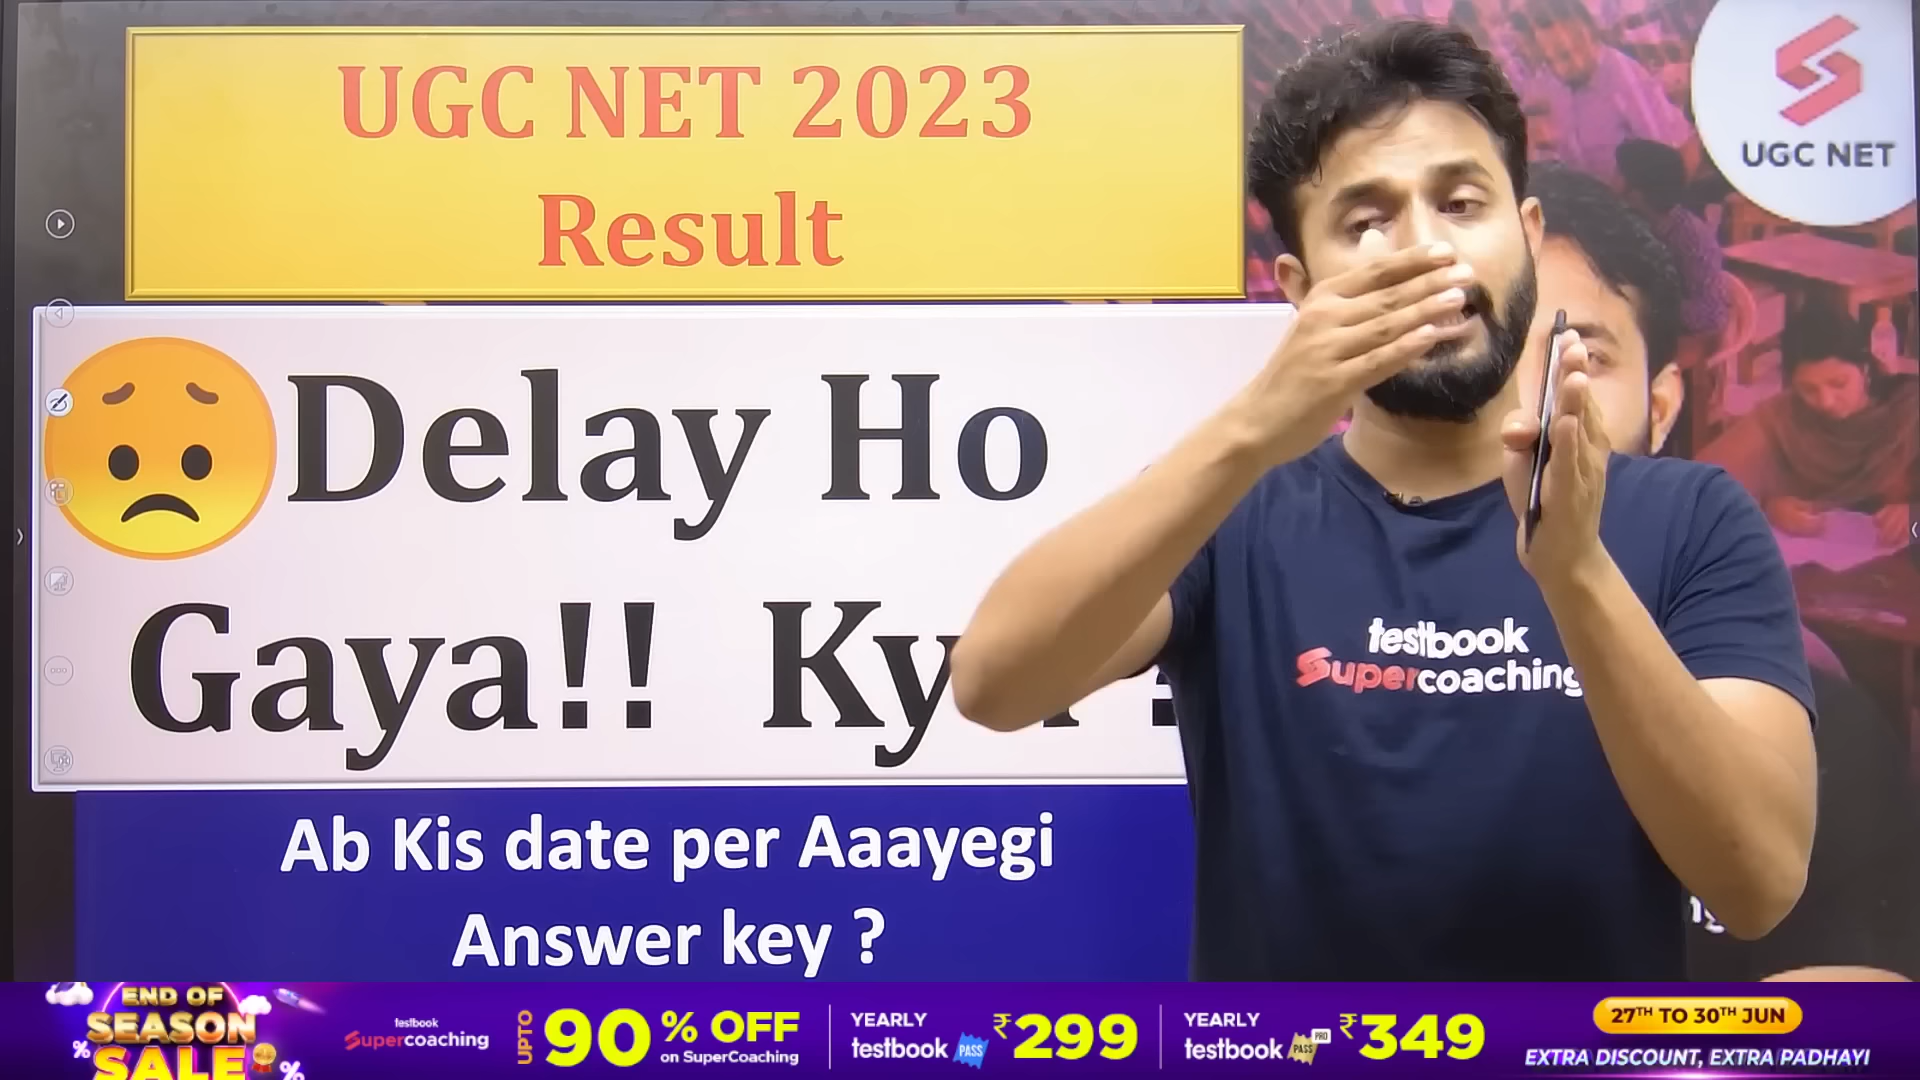 UGC NET 2023
Result
UGC NET
Delay Ho
Gaya!!
Ab Kis date per Aaayegi
Answer key ?
testbook
Supercoaching
END OF
SEASON
SALE
testbook
Supercoaching
UPTO
90% OFF
on SuperCoaching
YEARLY
testbook PASS ₹299
YEARLY
testbook PASS PRO ₹349
27TH TO 30TH JUN
EXTRA DISCOUNT, EXTRA PADHAYI